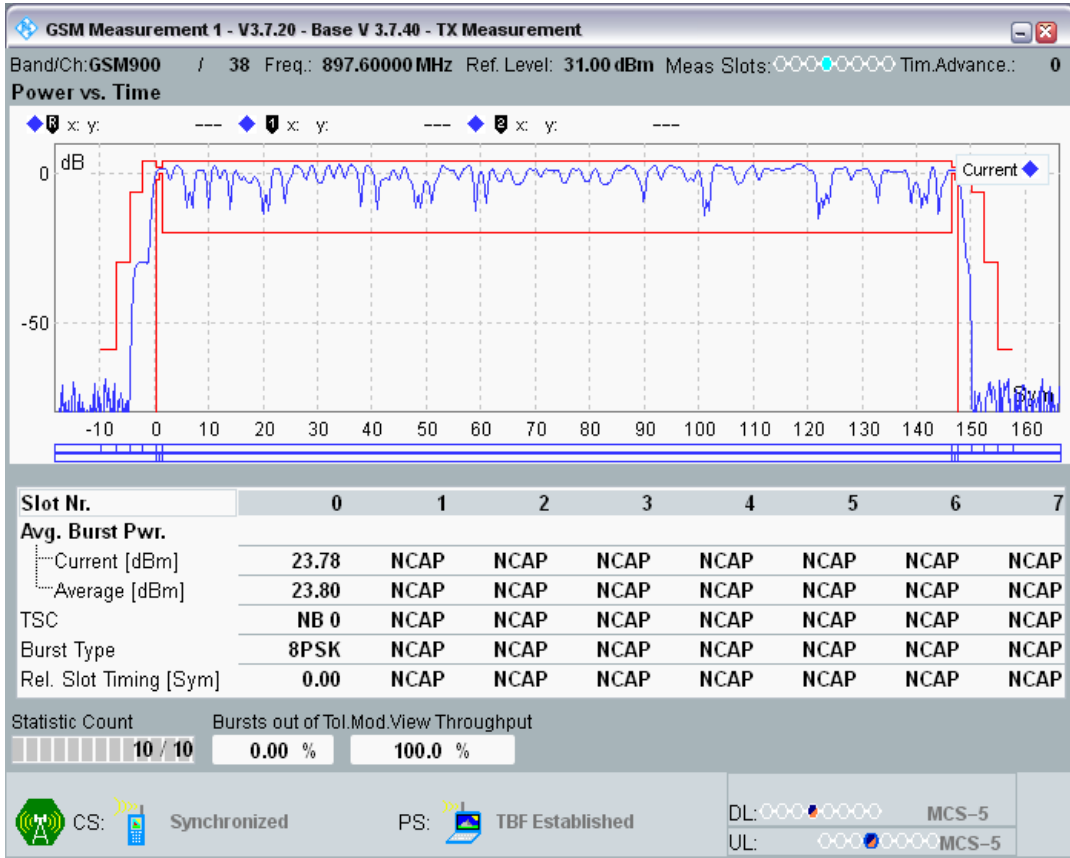 GSM Measurement 1 - V3.7.20 - Base V 3.7.40 - TX Measurement
Band/Ch:GSM900 / 38 Freq.: 897.60000 MHz Ref. Level: 31.00 dBm Meas Slots: Tim.Advance.: 0
Power vs. Time
R x: y: --- 1 x: y: --- 2 x: y: ---
dB
Current
0
-50
Sym
-10 0 10 20 30 40 50 60 70 80 90 100 110 120 130 140 150 160
Slot Nr. 0 1 2 3 4 5 6 7
Avg. Burst Pwr.
Current [dBm] 23.78 NCAP NCAP NCAP NCAP NCAP NCAP NCAP
Average [dBm] 23.80 NCAP NCAP NCAP NCAP NCAP NCAP NCAP
TSC NB 0 NCAP NCAP NCAP NCAP NCAP NCAP NCAP
Burst Type 8PSK NCAP NCAP NCAP NCAP NCAP NCAP NCAP
Rel. Slot Timing [Sym] 0.00 NCAP NCAP NCAP NCAP NCAP NCAP NCAP
Statistic Count Bursts out of Tol.Mod.View Throughput
10 / 10 0.00 % 100.0 %
CS: Synchronized PS: TBF Established DL: MCS-5
UL: MCS-5